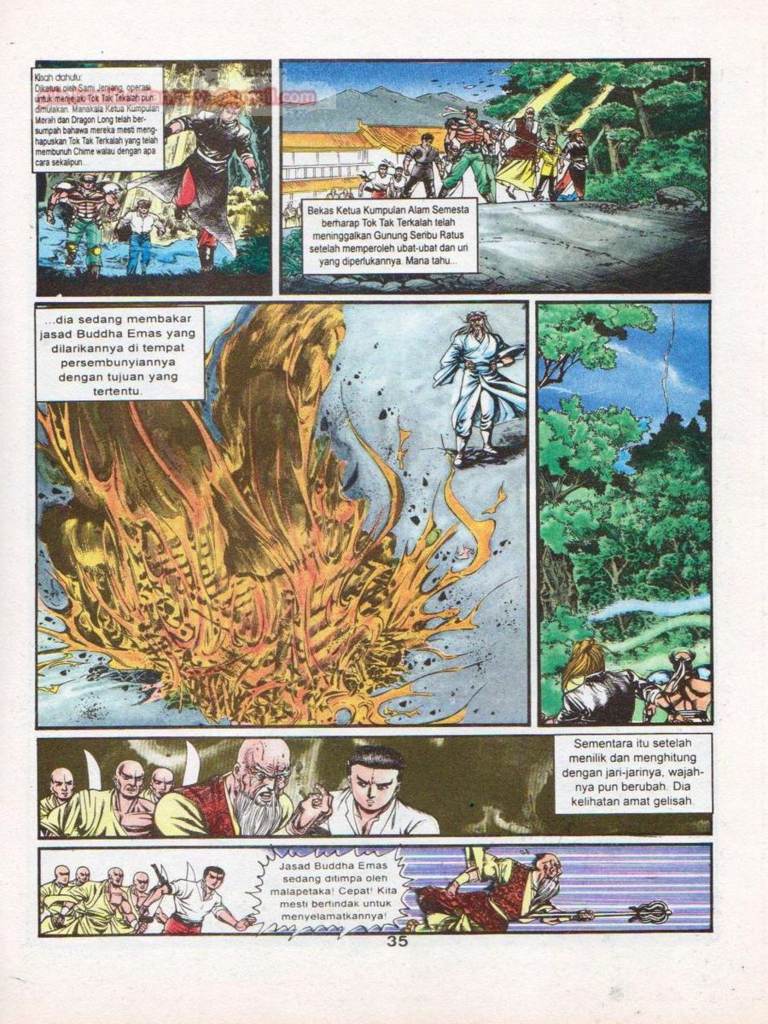 Kisah dahulu:
Diketuai oleh Sami Jenjang, operasi
untuk menjejaki Tok Tak Tekalah pun
dimulakan. Manakala Ketua Kumpulan
Merah dan Dragon Long telah ber-
sumpah bahawa mereka mesti meng-
hapuskan Tok Tak Terkalah yang telah
membunuh Chime walau dengan apa
cara sekalipun...
Bekas Ketua Kumpulan Alam Semesta
berharap Tok Tak Terkalah telah
meninggalkan Gunung Seribu Ratus
setelah memperoleh ubat-ubat dan uri
yang diperlukannya. Mana tahu...
...dia sedang membakar
jasad Buddha Emas yang
dilarikannya di tempat
persembunyiannya
dengan tujuan yang
tertentu.
Sementara itu setelah
menilik dan menghitung
dengan jari-jarinya, wajah-
nya pun berubah. Dia
kelihatan amat gelisah.
Jasad Buddha Emas
sedang ditimpa oleh
malapetaka! Cepat! Kita
mesti bertindak untuk
menyelamatkannya!
35